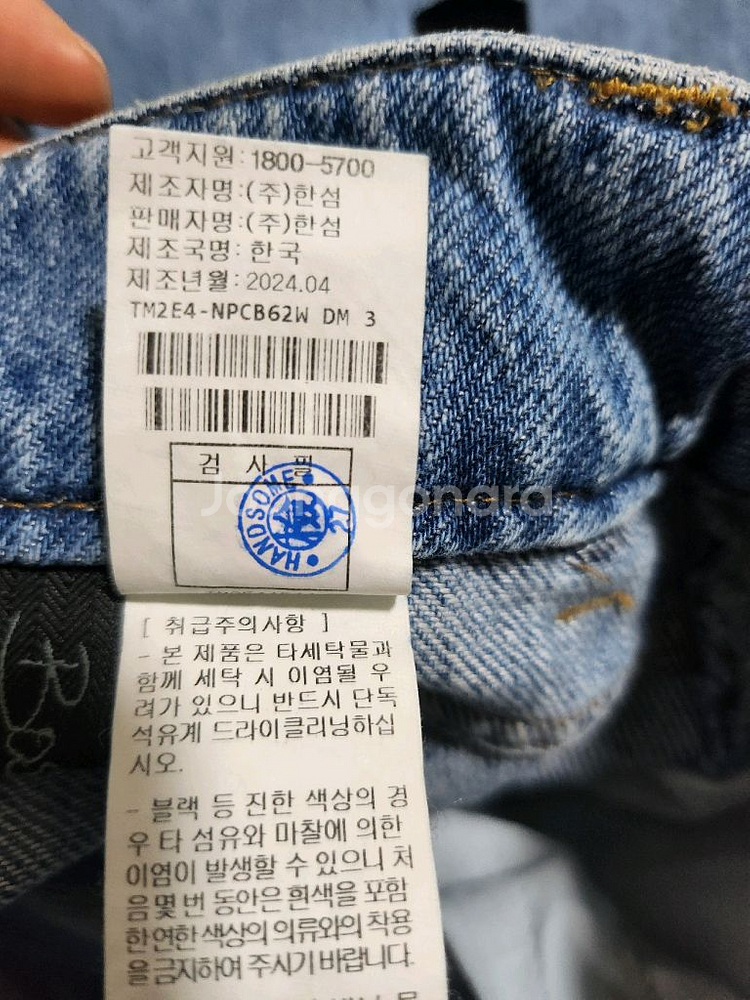 고객지원: 1800-5700
제조자명:(주)한섬
판매자명:(주)한섬
제조국명: 한국
제조년월: 2024.04
TM2E4-NPCB62W DM 3
검 사 필
HANDSOME
27
[ 취급주의사항 ]
- 본 제품은 타세탁물과
함께 세탁 시 이염될 우
려가 있으니 반드시 단독
석유계 드라이클리닝하십
시오.
- 블랙 등 진한 색상의 경
우 타 섬유와 마찰에 의한
이염이 발생할 수 있으니 처
음몇 번 동안은 흰색을 포함
한연한 색상의 의류와의 착용
을금지하여 주시기 바랍니다.